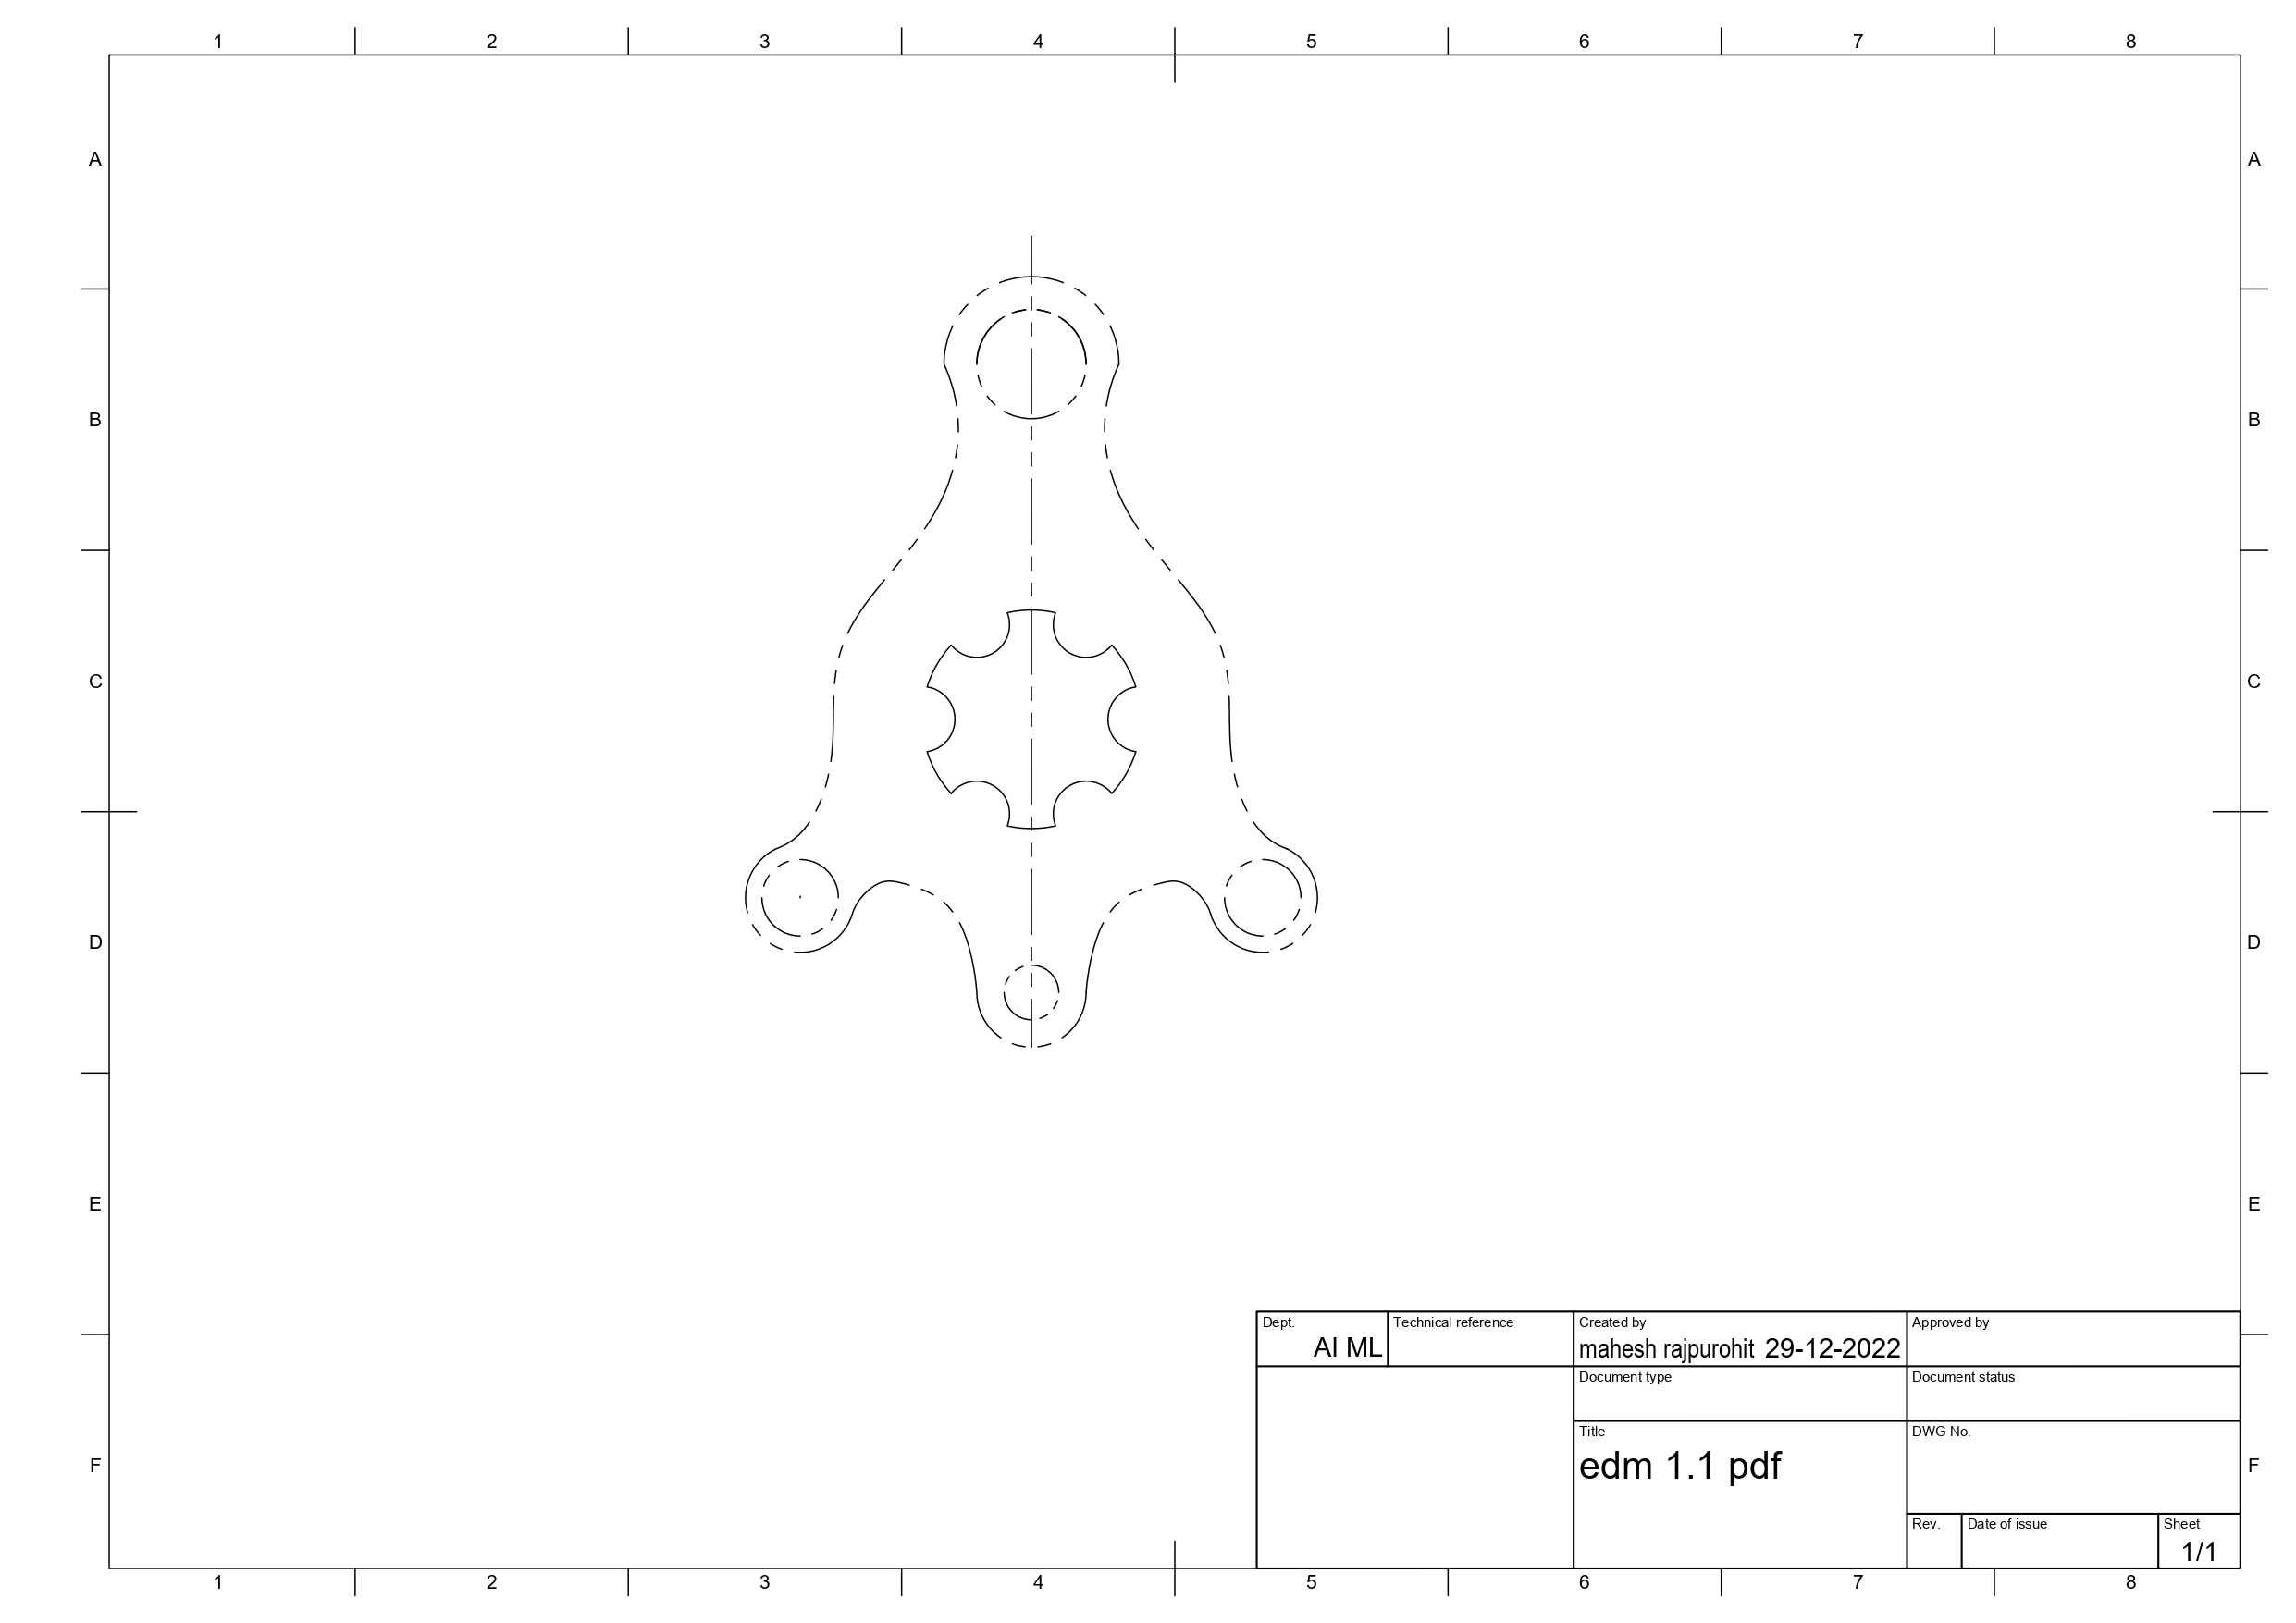 1 2 3 4 5 6 7 8
A A
B B
C C
D D
E E
Dept. Technical reference Created by Approved by
AI ML mahesh rajpurohit 29-12-2022
Document type Document status
Title DWG No.
edm 1.1 pdf
F F
Rev. Date of issue Sheet
1/1
1 2 3 4 5 6 7 8